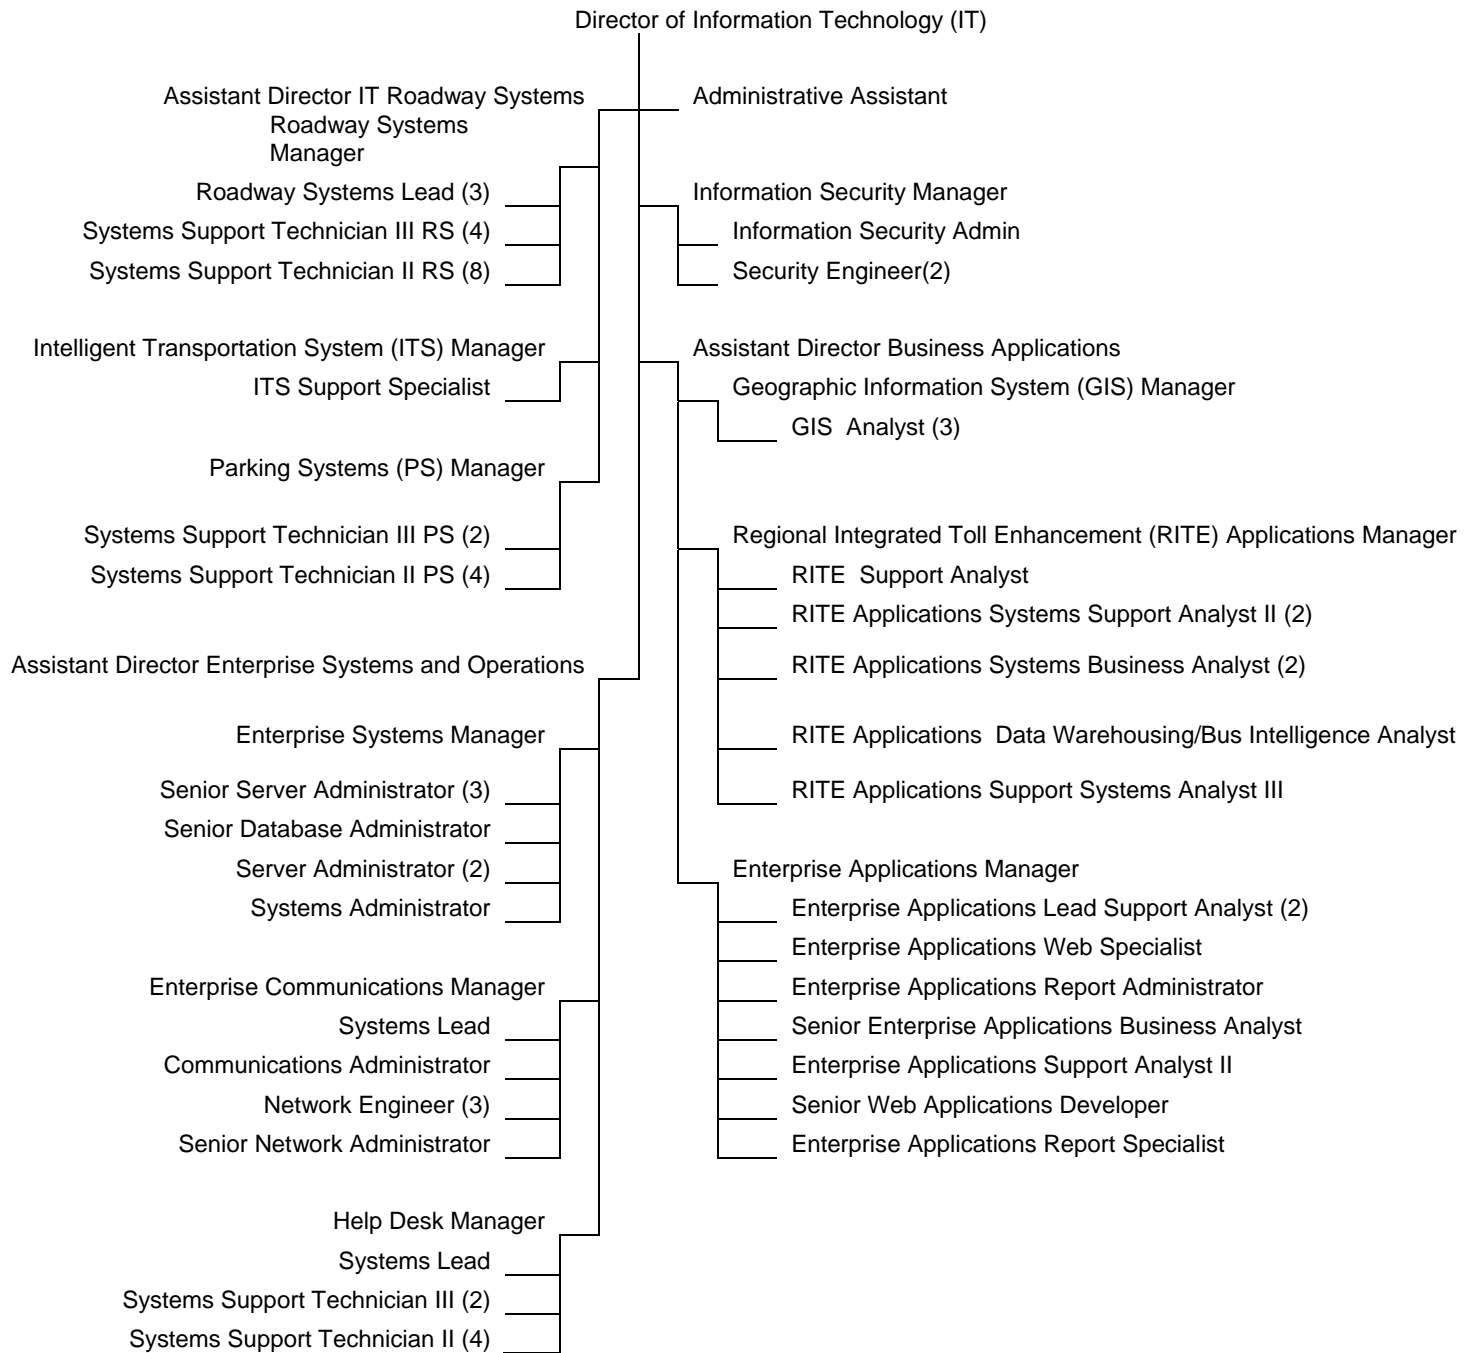 Director of Information Technology (IT)
Assistant Director IT Roadway Systems
Roadway Systems
Manager
Roadway Systems Lead (3)
Systems Support Technician III RS (4)
Systems Support Technician II RS (8)
Intelligent Transportation System (ITS) Manager
ITS Support Specialist
Parking Systems (PS) Manager
Systems Support Technician III PS (2)
Systems Support Technician II PS (4)
Assistant Director Enterprise Systems and Operations
Enterprise Systems Manager
Senior Server Administrator (3)
Senior Database Administrator
Server Administrator (2)
Systems Administrator
Enterprise Communications Manager
Systems Lead
Communications Administrator
Network Engineer (3)
Senior Network Administrator
Help Desk Manager
Systems Lead
Systems Support Technician III (2)
Systems Support Technician II (4)
Administrative Assistant
Information Security Manager
Information Security Admin
Security Engineer(2)
Assistant Director Business Applications
Geographic Information System (GIS) Manager
GIS Analyst (3)
Regional Integrated Toll Enhancement (RITE) Applications Manager
RITE Support Analyst
RITE Applications Systems Support Analyst II (2)
RITE Applications Systems Business Analyst (2)
RITE Applications Data Warehousing/Bus Intelligence Analyst
RITE Applications Support Systems Analyst III
Enterprise Applications Manager
Enterprise Applications Lead Support Analyst (2)
Enterprise Applications Web Specialist
Enterprise Applications Report Administrator
Senior Enterprise Applications Business Analyst
Enterprise Applications Support Analyst II
Senior Web Applications Developer
Enterprise Applications Report Specialist